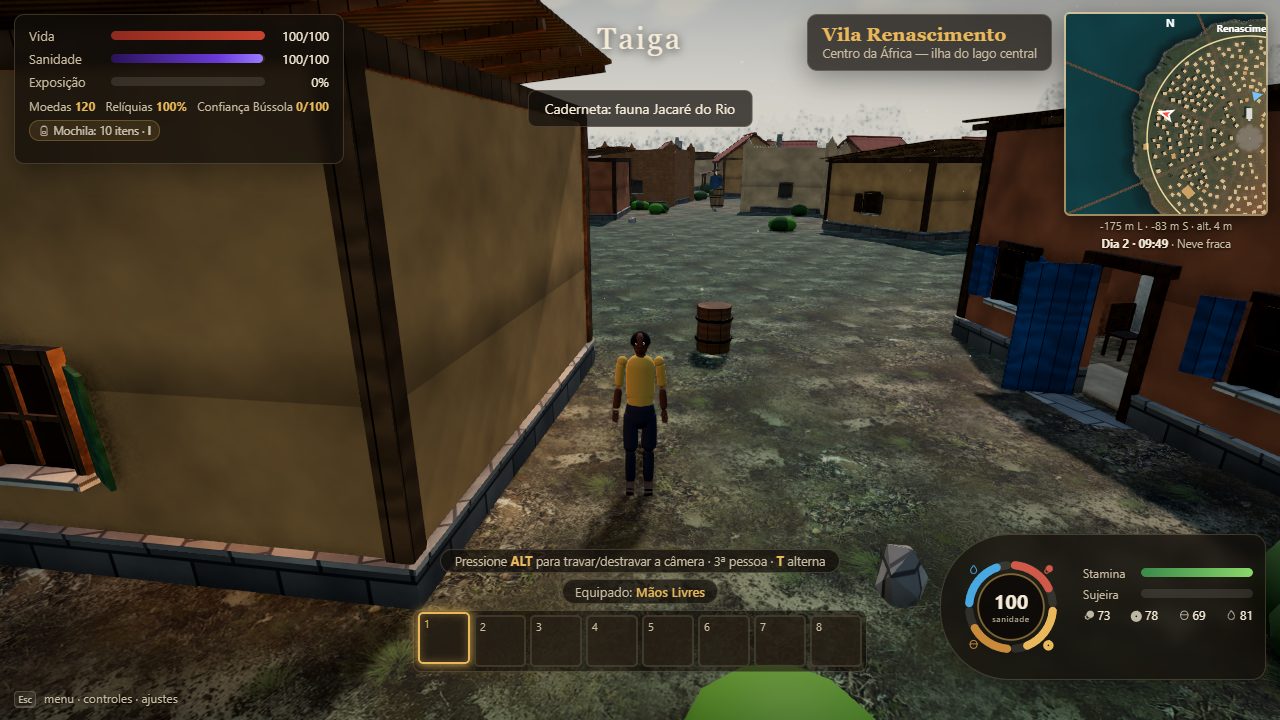 Vida 100/100
Sanidade 100/100
Exposição 0%
Moedas 120 Relíquias 100% Confiança Bússola 0/100
Mochila: 10 itens · I
Taiga
Caderneta: fauna Jacaré do Rio
Vila Renascimento
Centro da África — ilha do lago central
N
Renascime
-175 m L · -83 m S · alt. 4 m
Dia 2 · 09:49 · Neve fraca
Pressione ALT para travar/destravar a câmera · 3ª pessoa · T alterna
Equipado: Mãos Livres
1 2 3 4 5 6 7 8
100
sanidade
Stamina
Sujeira
73 78 69 81
Esc menu · controles · ajustes